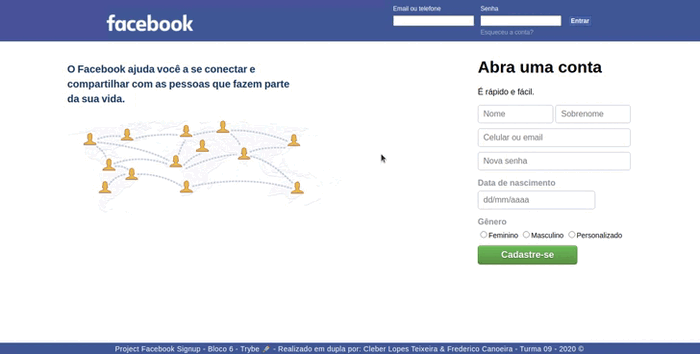 facebook
Email ou telefone
Senha
Entrar
Esqueceu a conta?
O Facebook ajuda você a se conectar e
compartilhar com as pessoas que fazem parte
da sua vida.
Abra uma conta
É rápido e fácil.
Nome
Sobrenome
Celular ou email
Nova senha
Data de nascimento
dd/mm/aaaa
Gênero
Feminino Masculino Personalizado
Cadastre-se
Project Facebook Signup - Bloco 6 - Trybe 🚀 - Realizado em dupla por: Cleber Lopes Teixeira & Frederico Canoeira - Turma 09 - 2020 ©